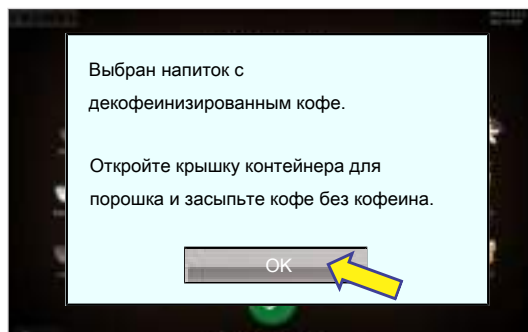 Выбран напиток с
декофеинизированным кофе.
Откройте крышку контейнера для
порошка и засыпьте кофе без кофеина.
OK